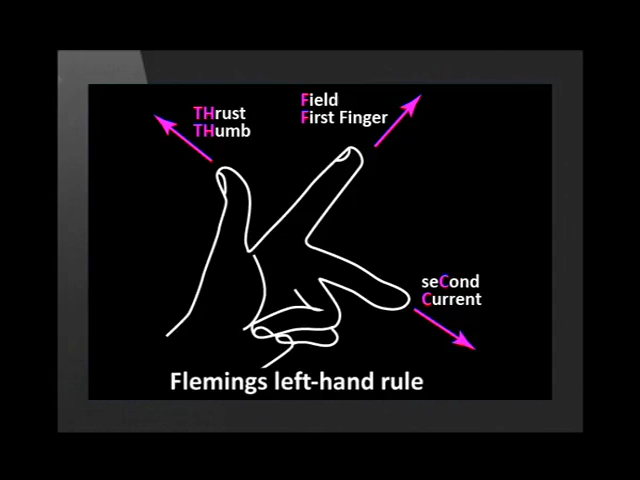 THrust
THumb
Field
First Finger
seCond
Current
Flemings left-hand rule